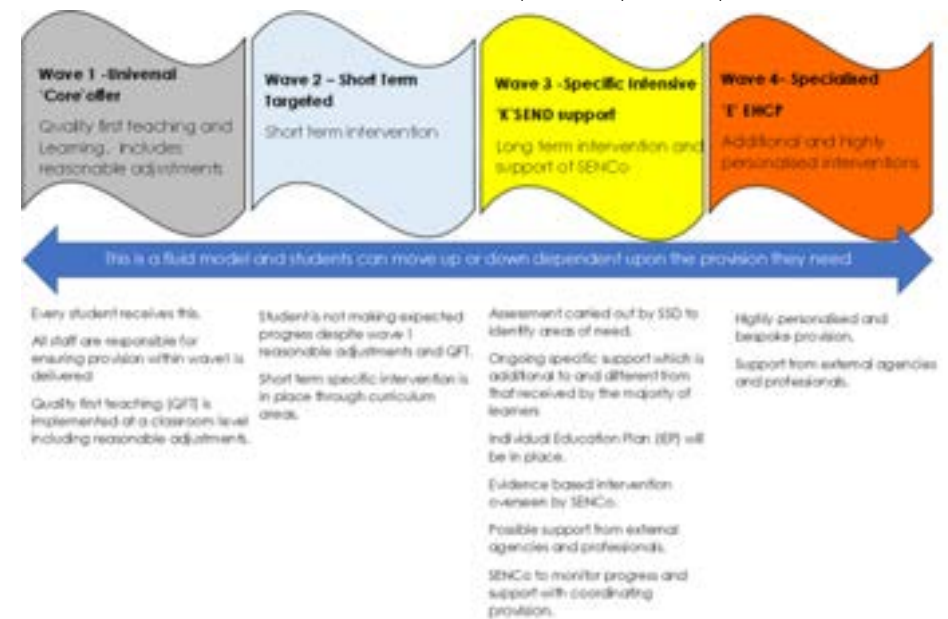 Wave 1 -Universal
'Core' offer
Quality first teaching and
Learning, includes
reasonable adjustments
Wave 2 – Short Term
Targeted
Short term intervention
Wave 3 -Specific Intensive
'K' SEND support
Long term intervention and
support of SENCo
Wave 4– Specialised
'E' EHCP
Additional and highly
personalised interventions
This is a fluid model and students can move up or down dependent upon the provision they need
Every student receives this.
All staff are responsible for
ensuring provision within wave1 is
delivered
Quality first teaching (QFT) is
implemented at a classroom level
including reasonable adjustments.
Student is not making expected
progress despite wave 1
reasonable adjustments and QFT.
Short term specific intervention is
in place through curriculum
areas.
Assessment carried out by SSD to
identify areas of need.
Ongoing specific support which is
additional to and different from
that received by the majority of
learners
Individual Education Plan (IEP) will
be in place.
Evidence based intervention
overseen by SENCo.
Possible support from external
agencies and professionals.
SENCo to monitor progress and
support with coordinating
provision.
Highly personalised and
bespoke provision.
Support from external agencies
and professionals.